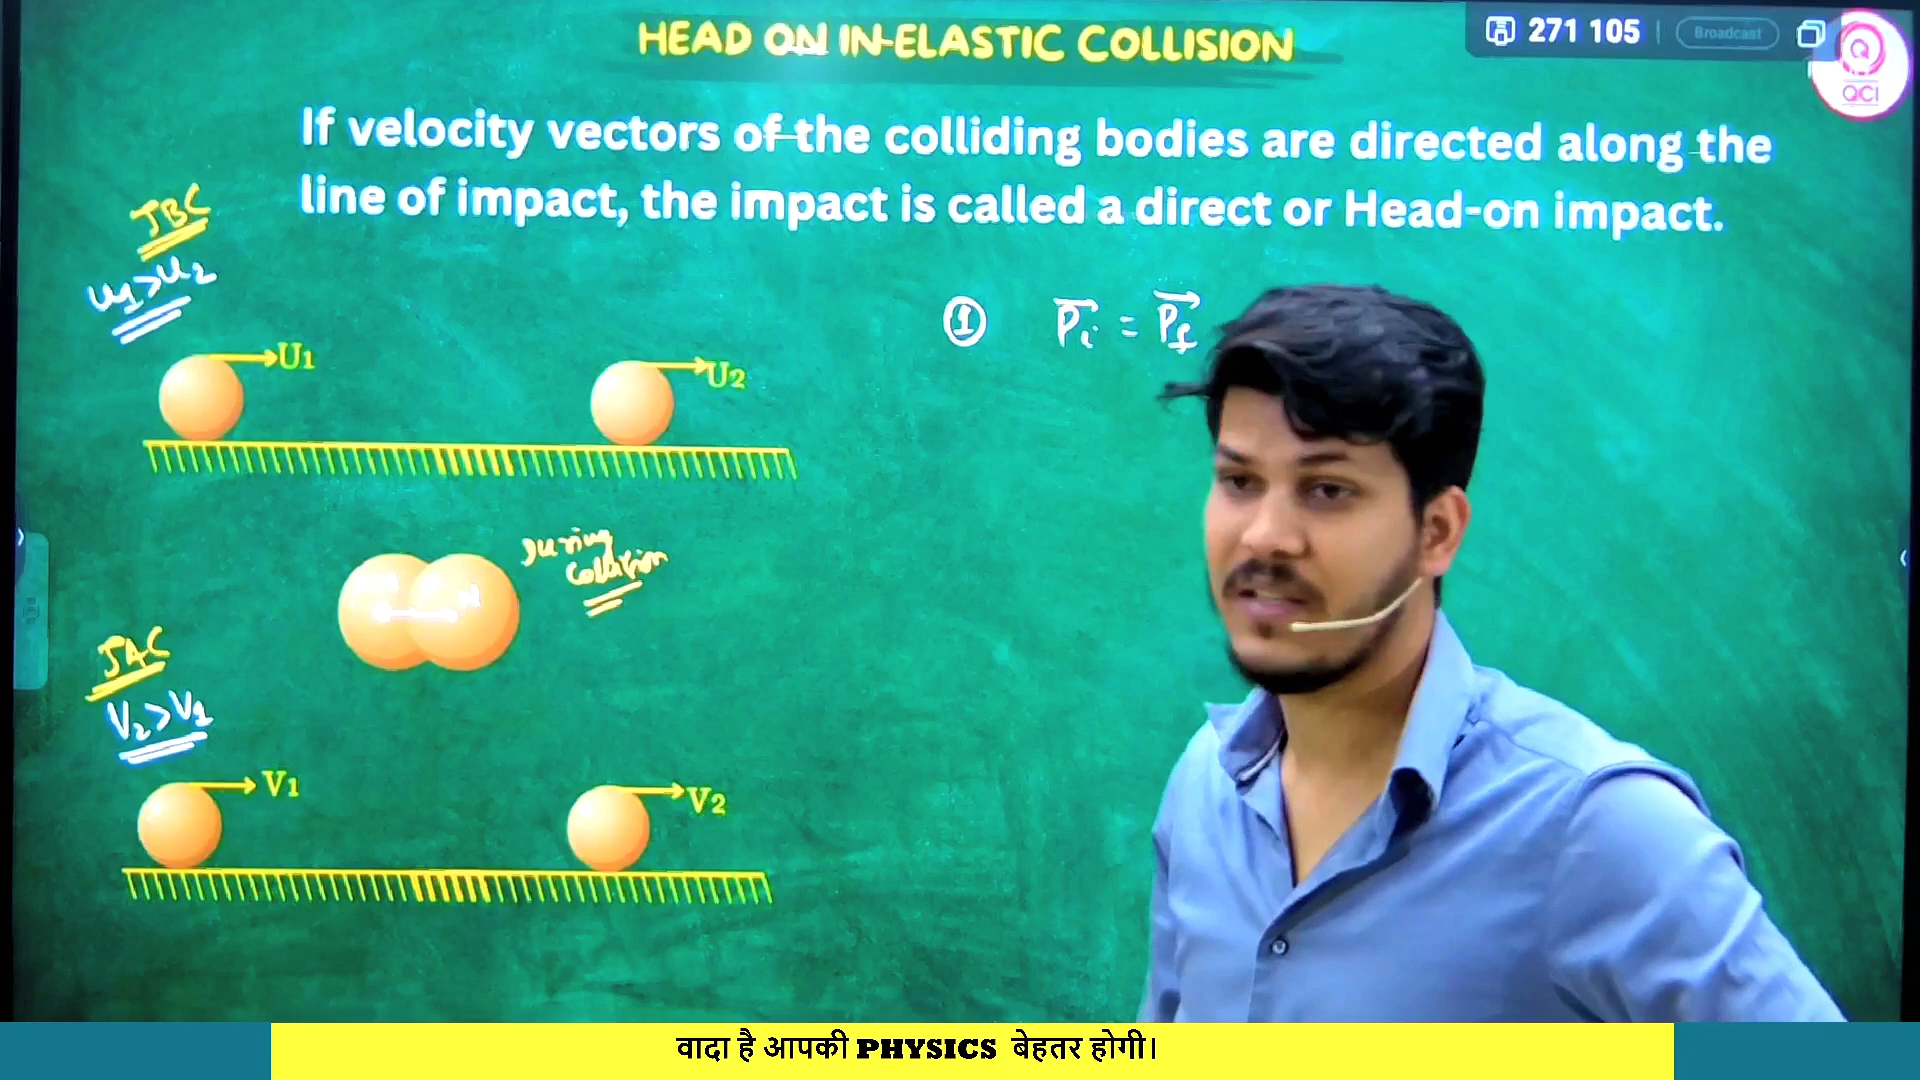 HEAD ON IN-ELASTIC COLLISION
271 105
Broadcast
Q
QCI
If velocity vectors of the colliding bodies are directed along the
line of impact, the impact is called a direct or Head-on impact.
JBC
u1>u2
① Pi = Pf
U1
U2
During
Collision
JAC
V2>V1
V1
V2
वादा है आपकी PHYSICS बेहतर होगी।